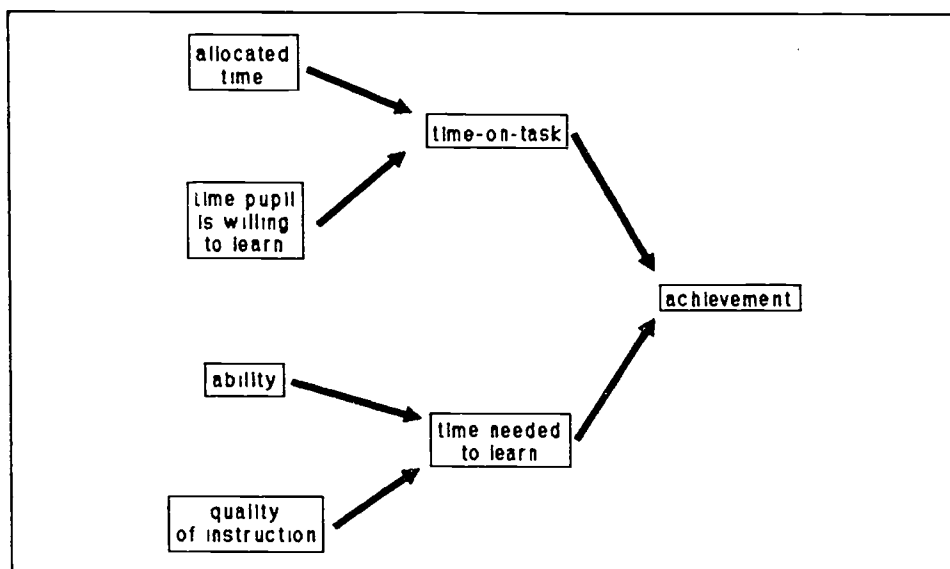 allocated
time
time-on-task
time pupil
is willing
to learn
achievement
ability
time needed
to learn
quality
of instruction